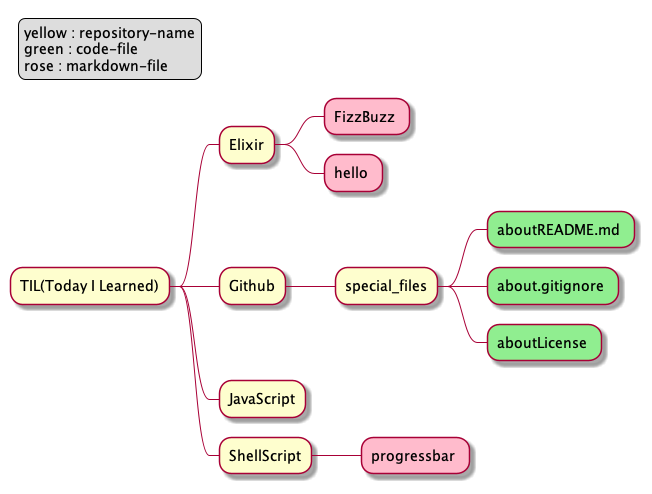 yellow : repository-name
green : code-file
rose : markdown-file
FizzBuzz
Elixir
hello
aboutREADME.md
TIL(Today I Learned)
Github
special_files
about.gitignore
aboutLicense
JavaScript
ShellScript
progressbar